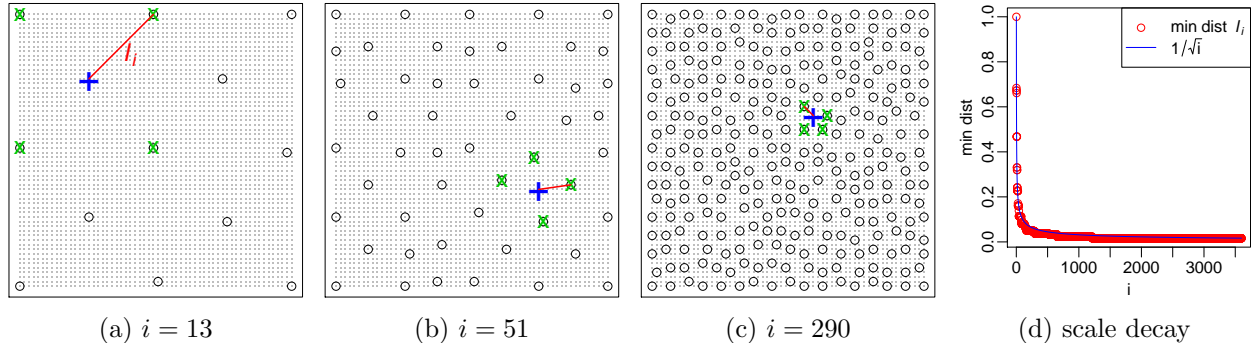 l_i
min dist
1.0
0.8
0.6
0.4
0.2
0.0
min dist l_i
1/√i
0
1000
2000
3000
i
(a) i = 13
(b) i = 51
(c) i = 290
(d) scale decay